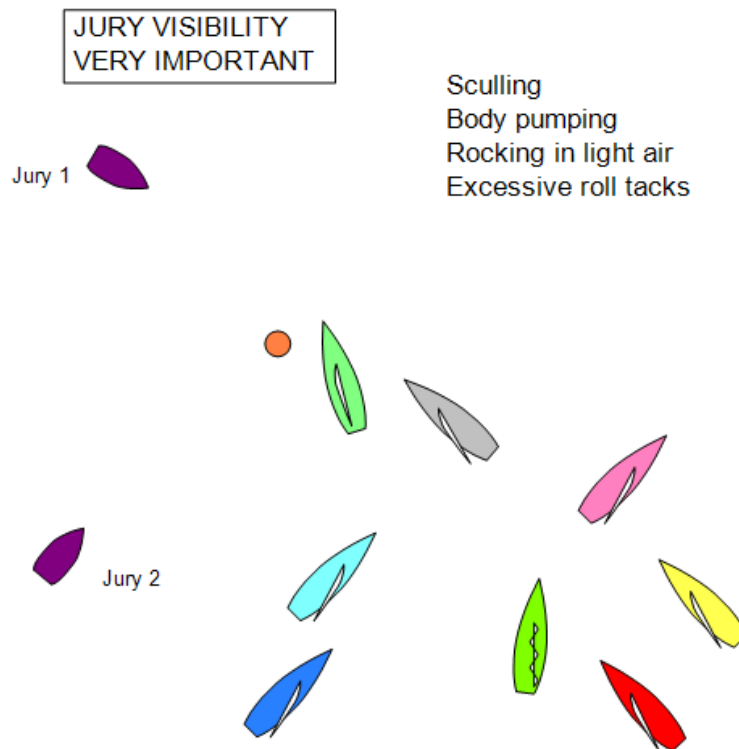 JURY VISIBILITY
VERY IMPORTANT
Sculling
Body pumping
Rocking in light air
Excessive roll tacks
Jury 1
Jury 2